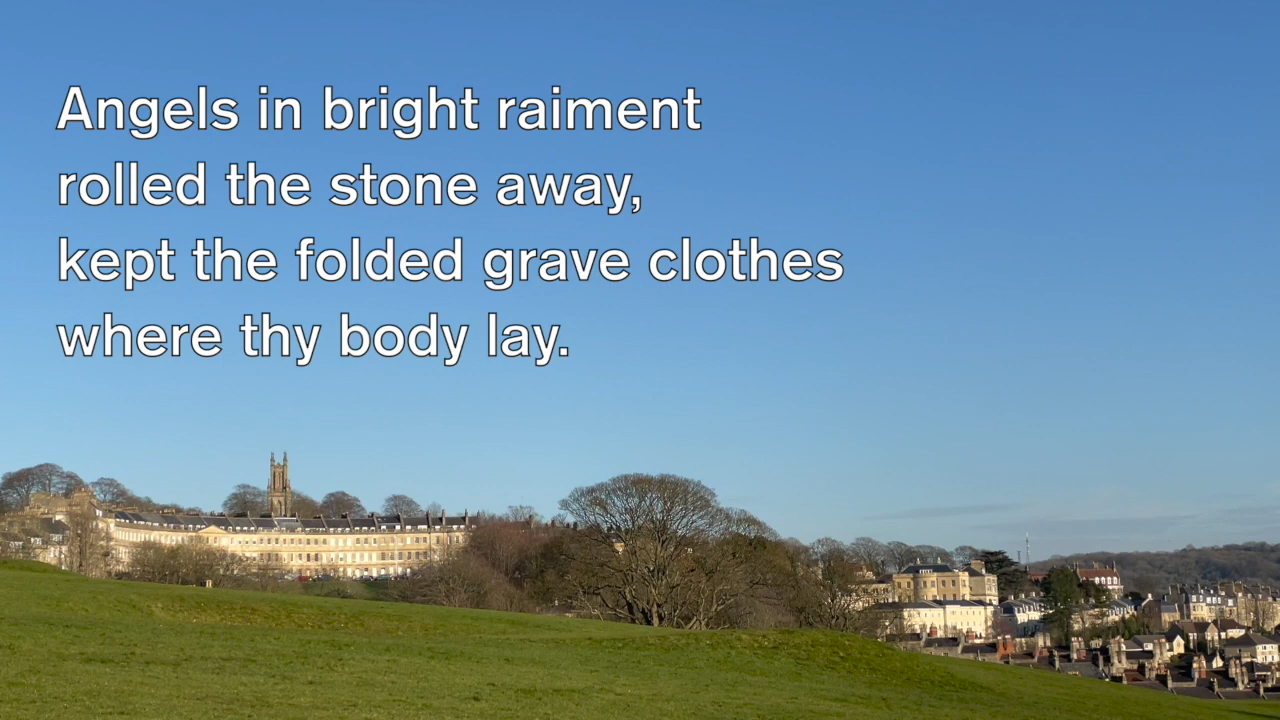 Angels in bright raiment
rolled the stone away,
kept the folded grave clothes
where thy body lay.